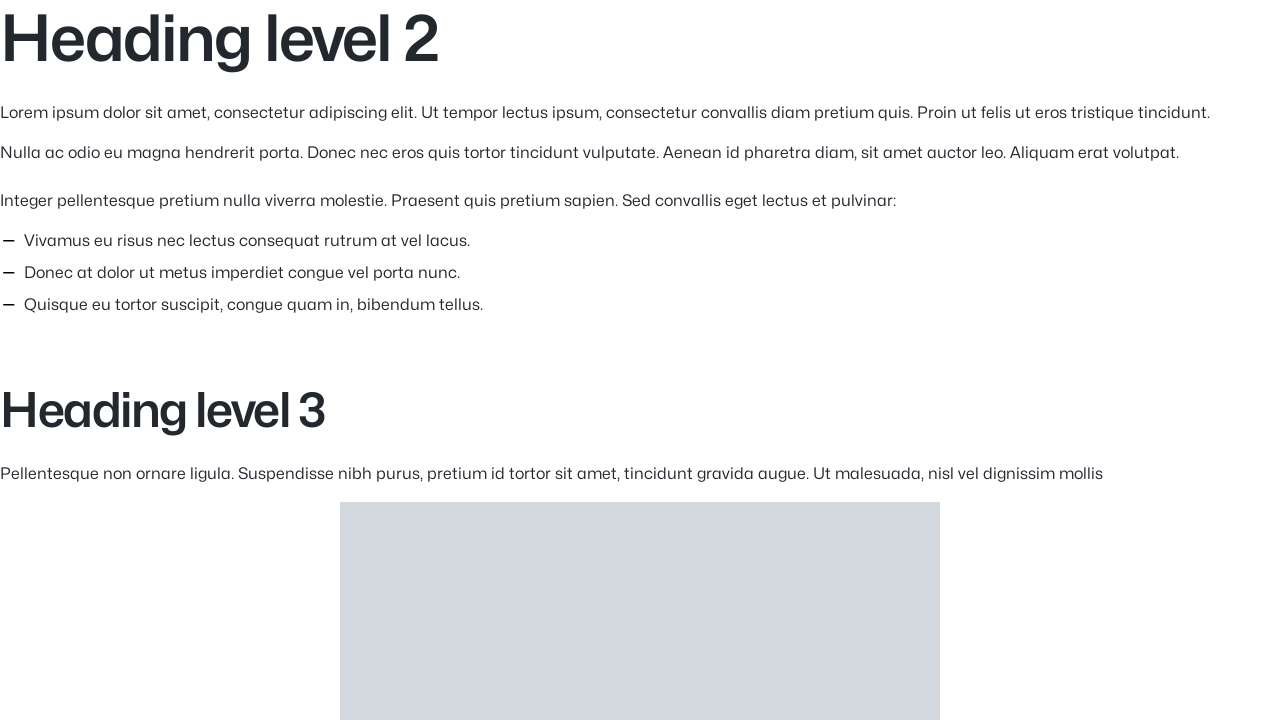 Heading level 2
Lorem ipsum dolor sit amet, consectetur adipiscing elit. Ut tempor lectus ipsum, consectetur convallis diam pretium quis. Proin ut felis ut eros tristique tincidunt.
Nulla ac odio eu magna hendrerit porta. Donec nec eros quis tortor tincidunt vulputate. Aenean id pharetra diam, sit amet auctor leo. Aliquam erat volutpat.
Integer pellentesque pretium nulla viverra molestie. Praesent quis pretium sapien. Sed convallis eget lectus et pulvinar:
– Vivamus eu risus nec lectus consequat rutrum at vel lacus.
– Donec at dolor ut metus imperdiet congue vel porta nunc.
– Quisque eu tortor suscipit, congue quam in, bibendum tellus.
Heading level 3
Pellentesque non ornare ligula. Suspendisse nibh purus, pretium id tortor sit amet, tincidunt gravida augue. Ut malesuada, nisl vel dignissim mollis